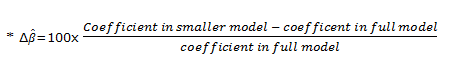 * Δβ̂=100x (Coefficient in smaller model − coefficent in full model) / (coefficient in full model)